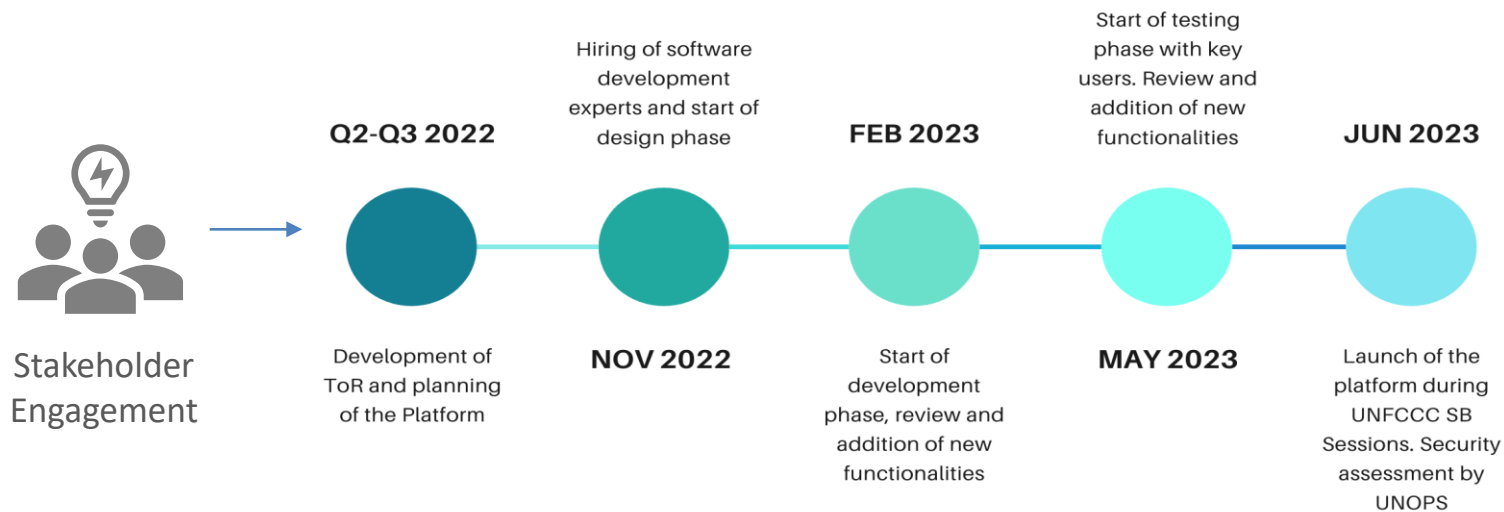 Stakeholder
Engagement
Q2-Q3 2022
Development of
ToR and planning
of the Platform
Hiring of software
development
experts and start of
design phase
NOV 2022
FEB 2023
Start of
development
phase, review and
addition of new
functionalities
Start of testing
phase with key
users. Review and
addition of new
functionalities
MAY 2023
JUN 2023
Launch of the
platform during
UNFCCC SB
Sessions. Security
assessment by
UNOPS